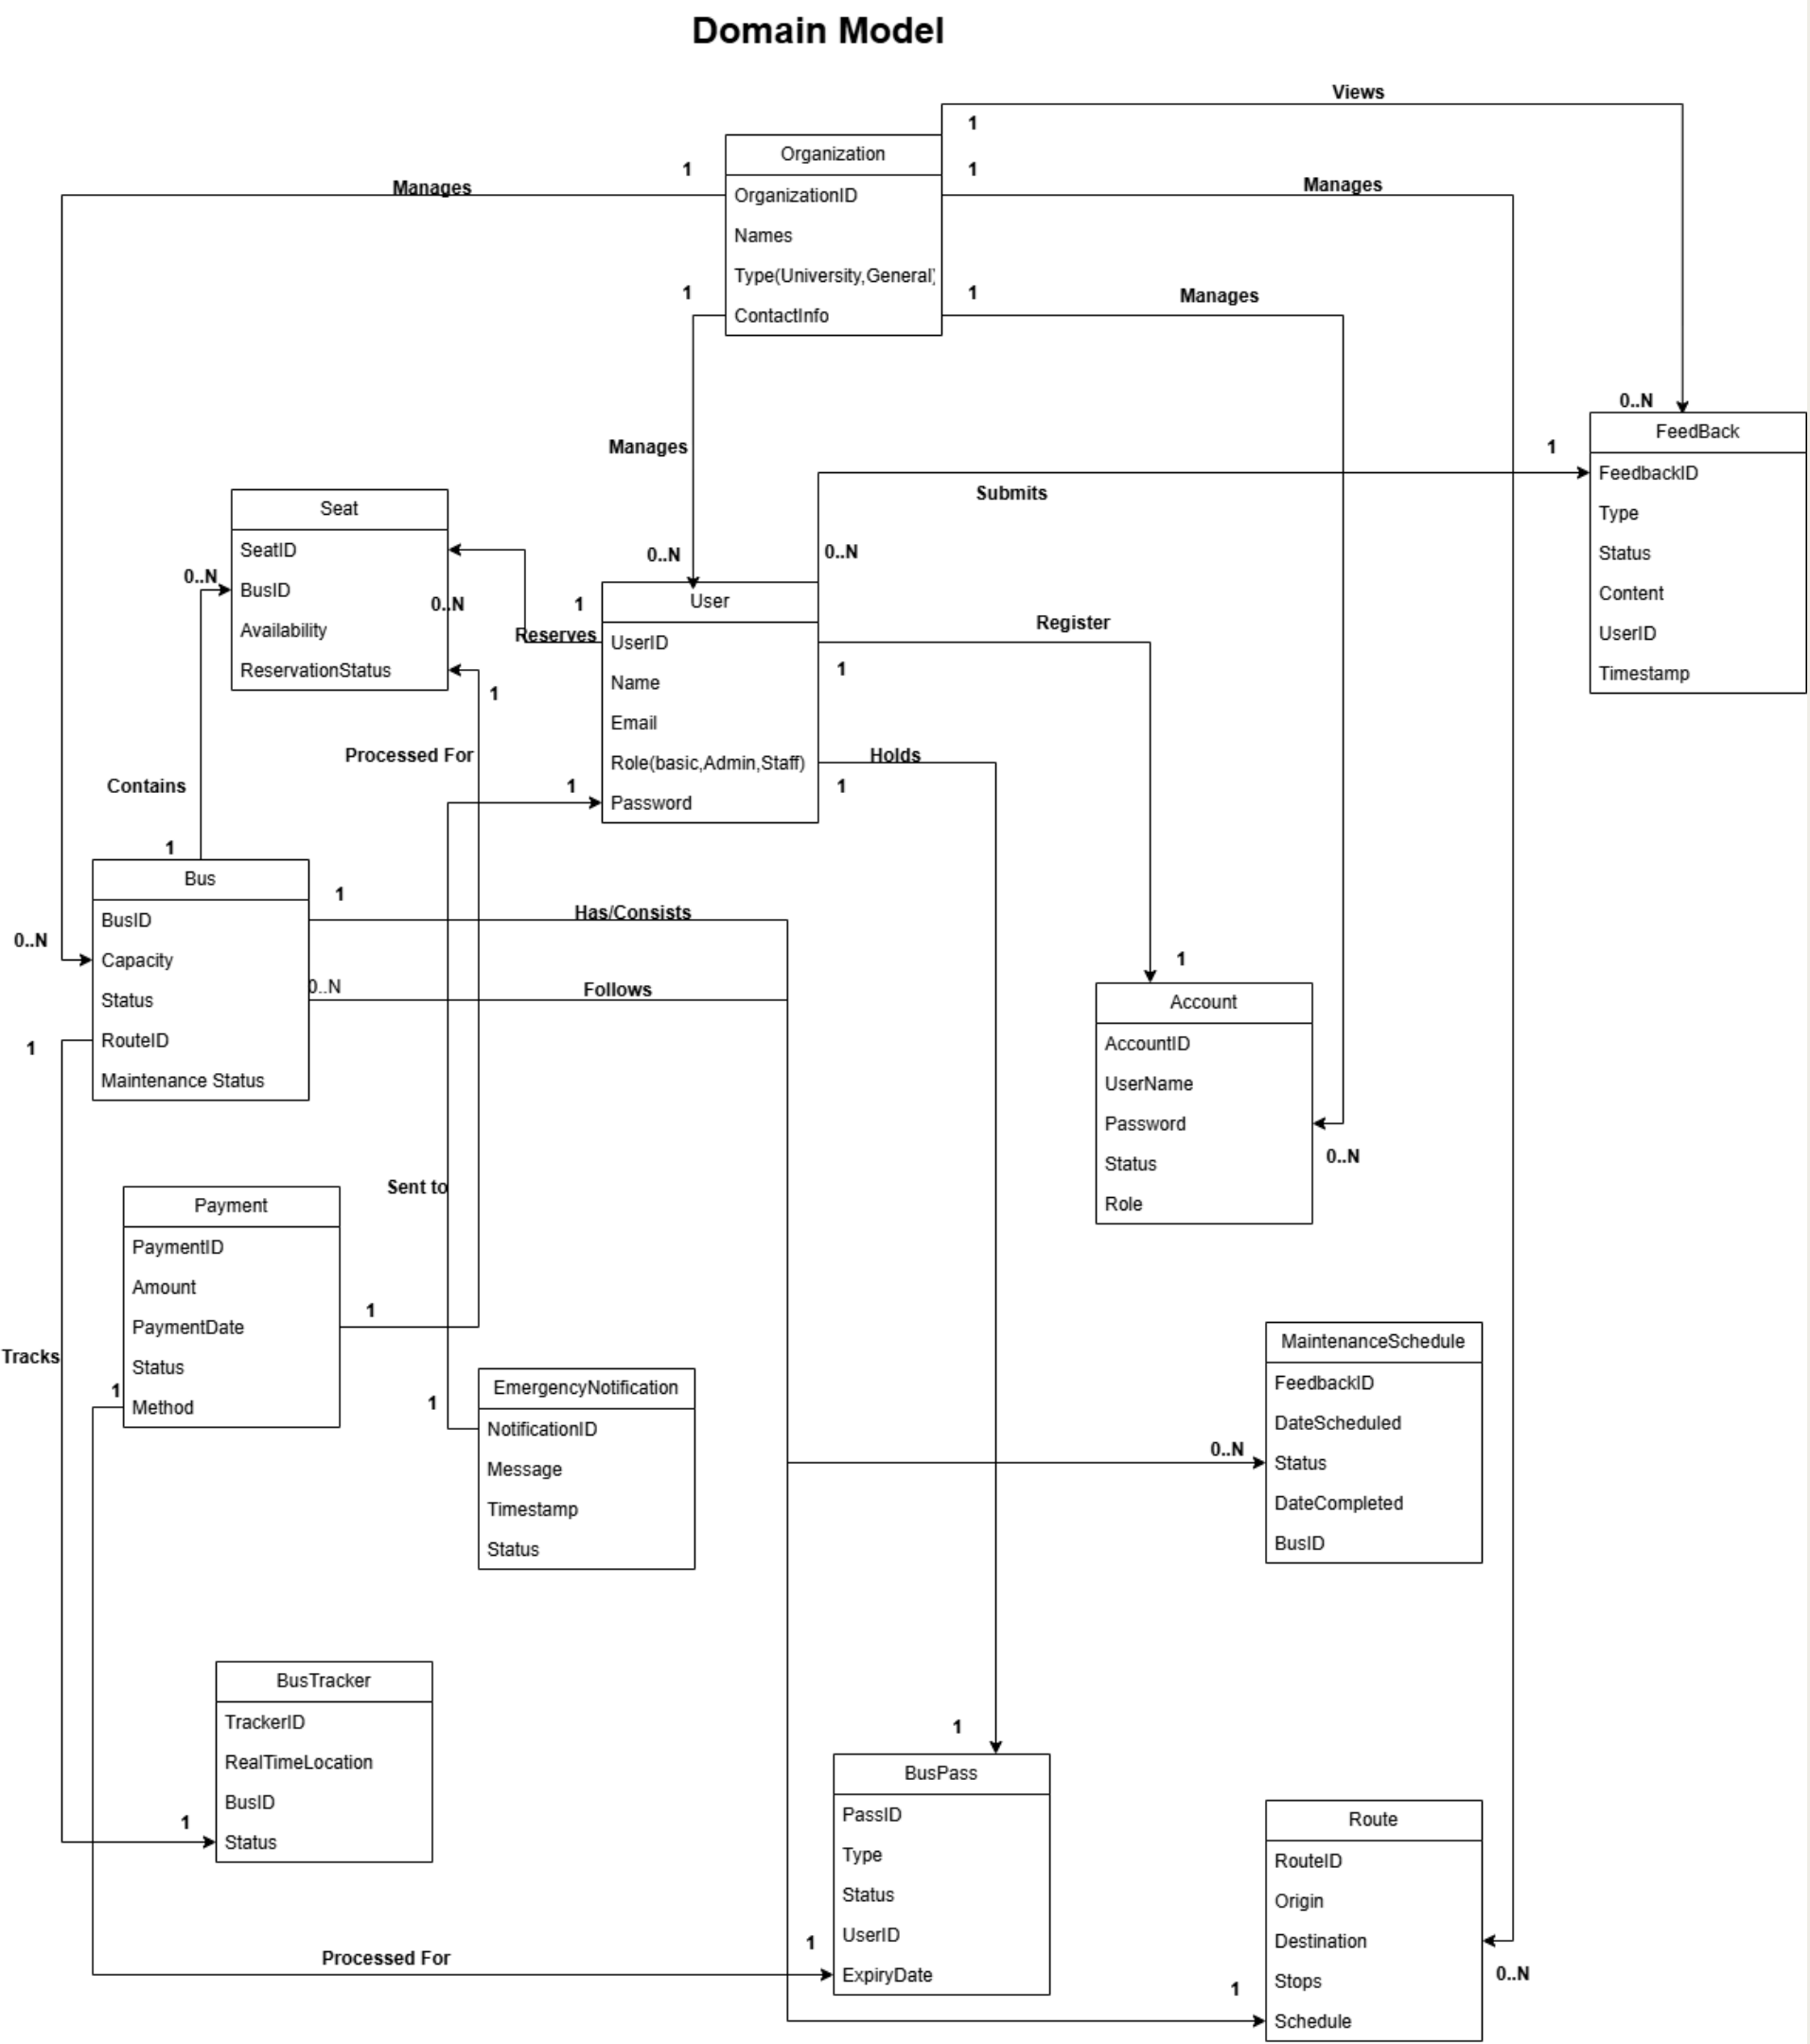 Domain Model
Views
1
Organization
1
1
Manages
Manages
OrganizationID
Names
Type(University,General)
1
1
Manages
ContactInfo
0..N
FeedBack
Manages
1
FeedbackID
Submits
Type
Status
Content
UserID
Timestamp
Seat
SeatID
0..N
BusID
0..N
Availability
ReservationStatus
0..N
0..N
1
User
Reserves
UserID
Name
Email
Role(basic,Admin,Staff)
Password
Register
1
1
Processed For
Holds
1
1
Contains
1
Bus
1
BusID
Has/Consists
0..N
Capacity
0..N
Status
Follows
RouteID
1
Maintenance Status
1
Account
AccountID
UserName
Password
0..N
Status
Role
Sent to
Payment
PaymentID
Amount
1
PaymentDate
Status
1
Method
Tracks
1
EmergencyNotification
NotificationID
Message
Timestamp
Status
MaintenanceSchedule
FeedbackID
DateScheduled
0..N
Status
DateCompleted
BusID
BusTracker
TrackerID
RealTimeLocation
BusID
1
Status
1
BusPass
PassID
Type
Status
UserID
1
ExpiryDate
Processed For
Route
RouteID
Origin
Destination
0..N
Stops
1
Schedule